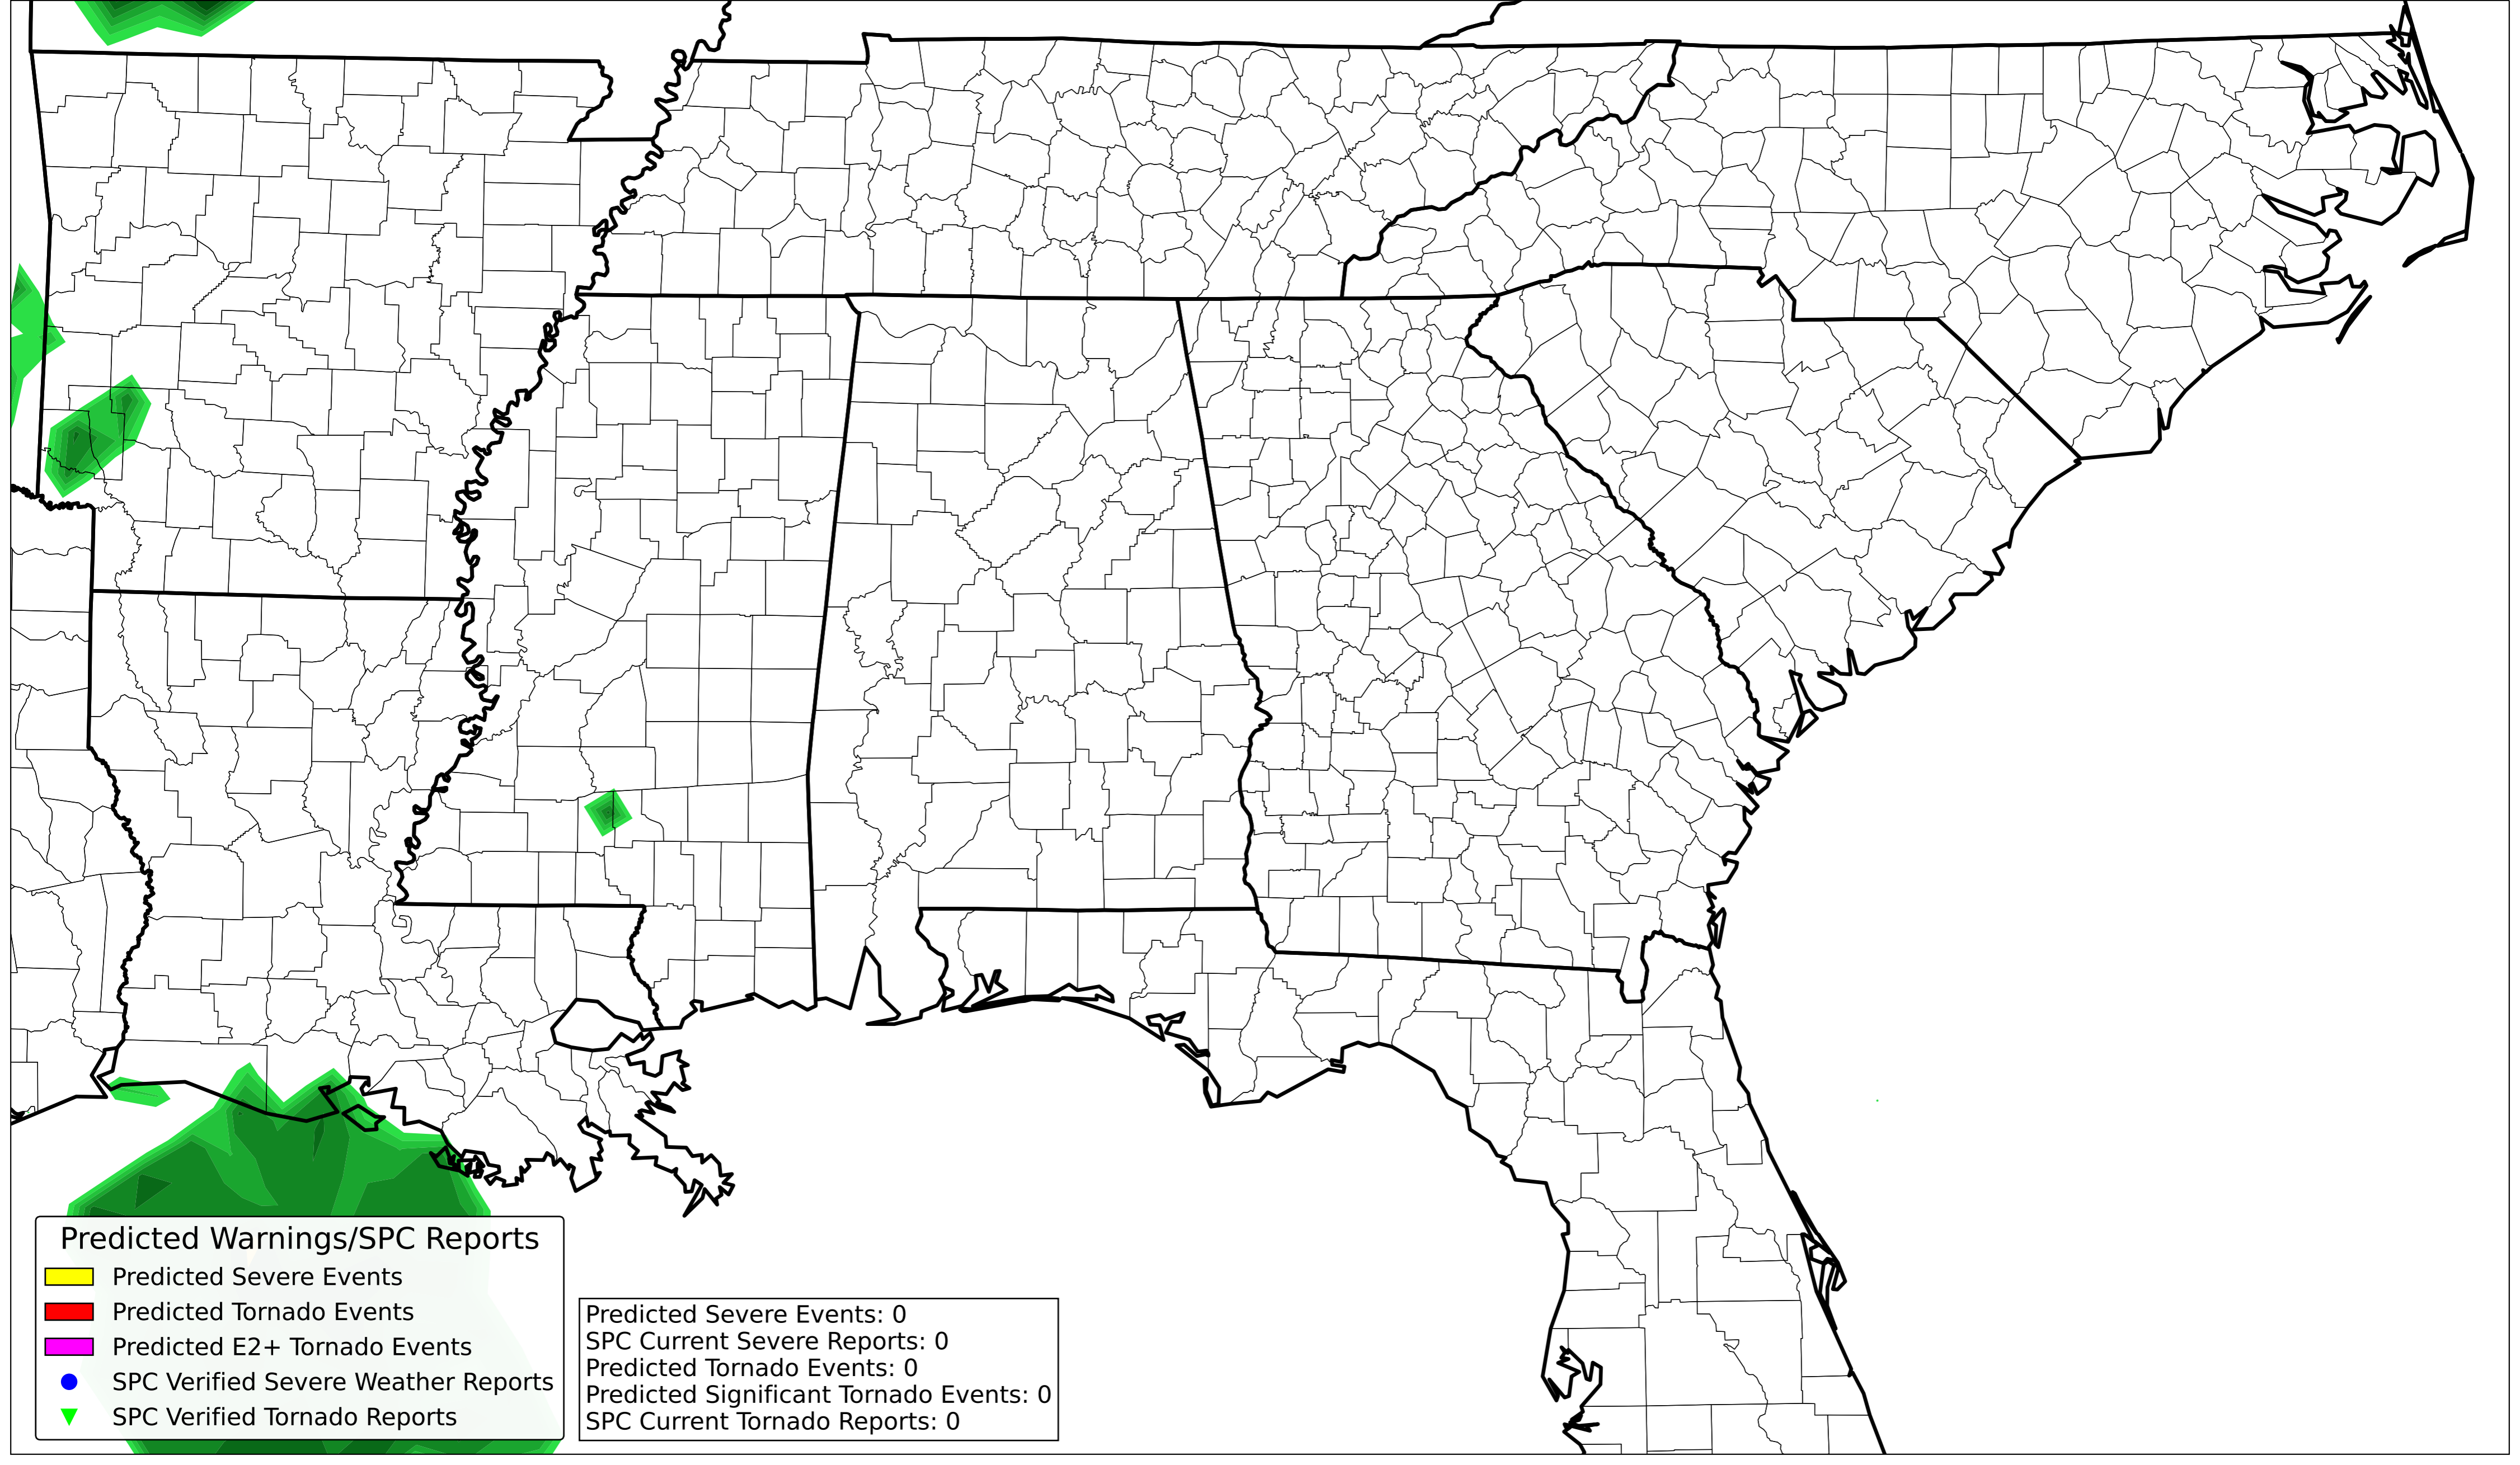 Predicted Warnings/SPC Reports
Predicted Severe Events
Predicted Tornado Events
Predicted E2+ Tornado Events
SPC Verified Severe Weather Reports
SPC Verified Tornado Reports
Predicted Severe Events: 0
SPC Current Severe Reports: 0
Predicted Tornado Events: 0
Predicted Significant Tornado Events: 0
SPC Current Tornado Reports: 0